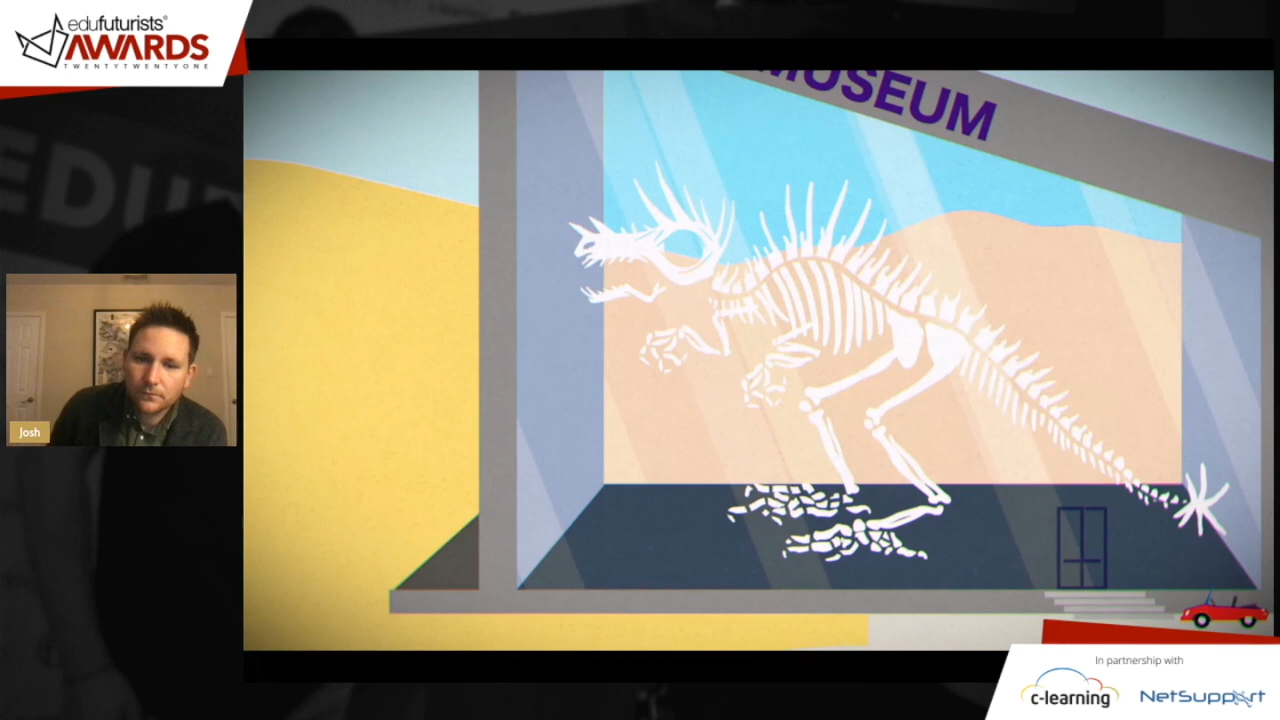 edufuturists®
AWARDS
TWENTYTWENTYONE
MUSEUM
Josh
In partnership with
c-learning
NetSupport